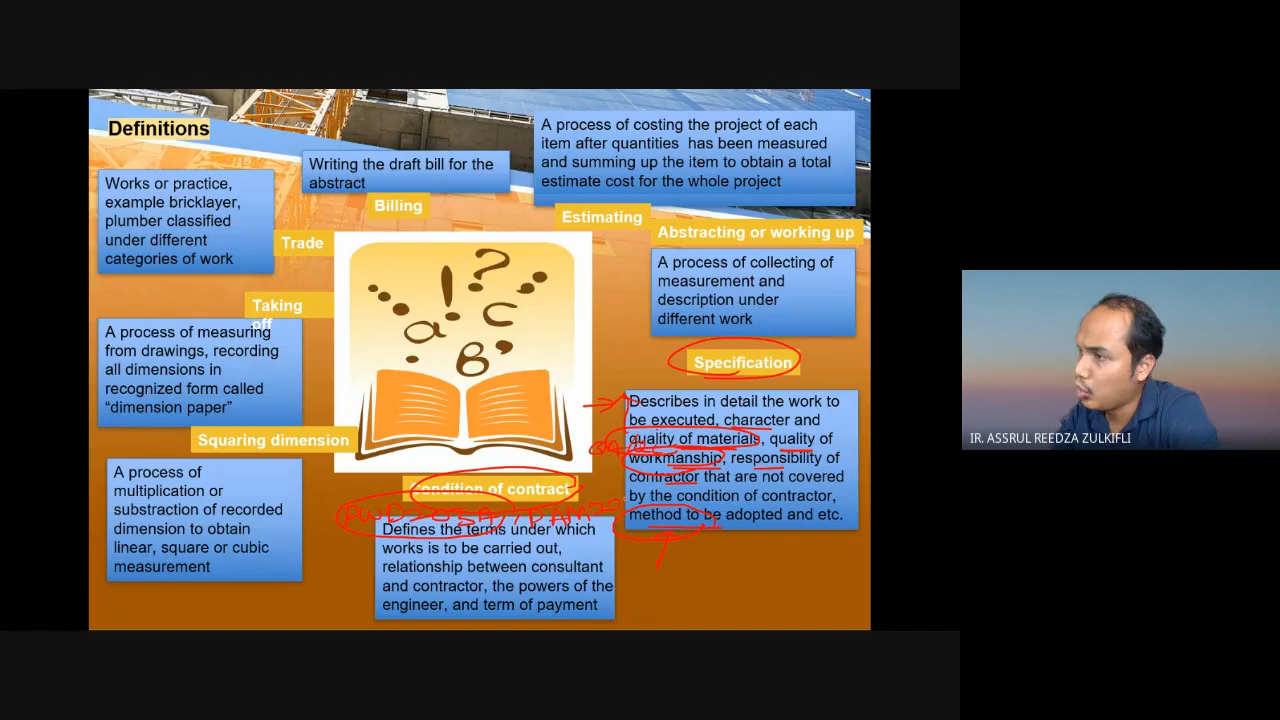 Definitions
Writing the draft bill for the
abstract
Billing
A process of costing the project of each
item after quantities has been measured
and summing up the item to obtain a total
estimate cost for the whole project
Estimating
Works or practice,
example bricklayer,
plumber classified
under different
categories of work
Trade
Abstracting or working up
A process of collecting of
measurement and
description under
different work
Taking
off
A process of measuring
from drawings, recording
all dimensions in
recognized form called
“dimension paper”
Specification
Describes in detail the work to
be executed, character and
quality of materials, quality of
workmanship, responsibility of
contractor that are not covered
by the condition of contractor,
method to be adopted and etc.
Squaring dimension
A process of
multiplication or
substraction of recorded
dimension to obtain
linear, square or cubic
measurement
Condition of contract
PWD 203A, PAM
Defines the terms under which
works is to be carried out,
relationship between consultant
and contractor, the powers of the
engineer, and term of payment
! ? a c B ,
IR. ASSRUL REEDZA ZULKIFLI